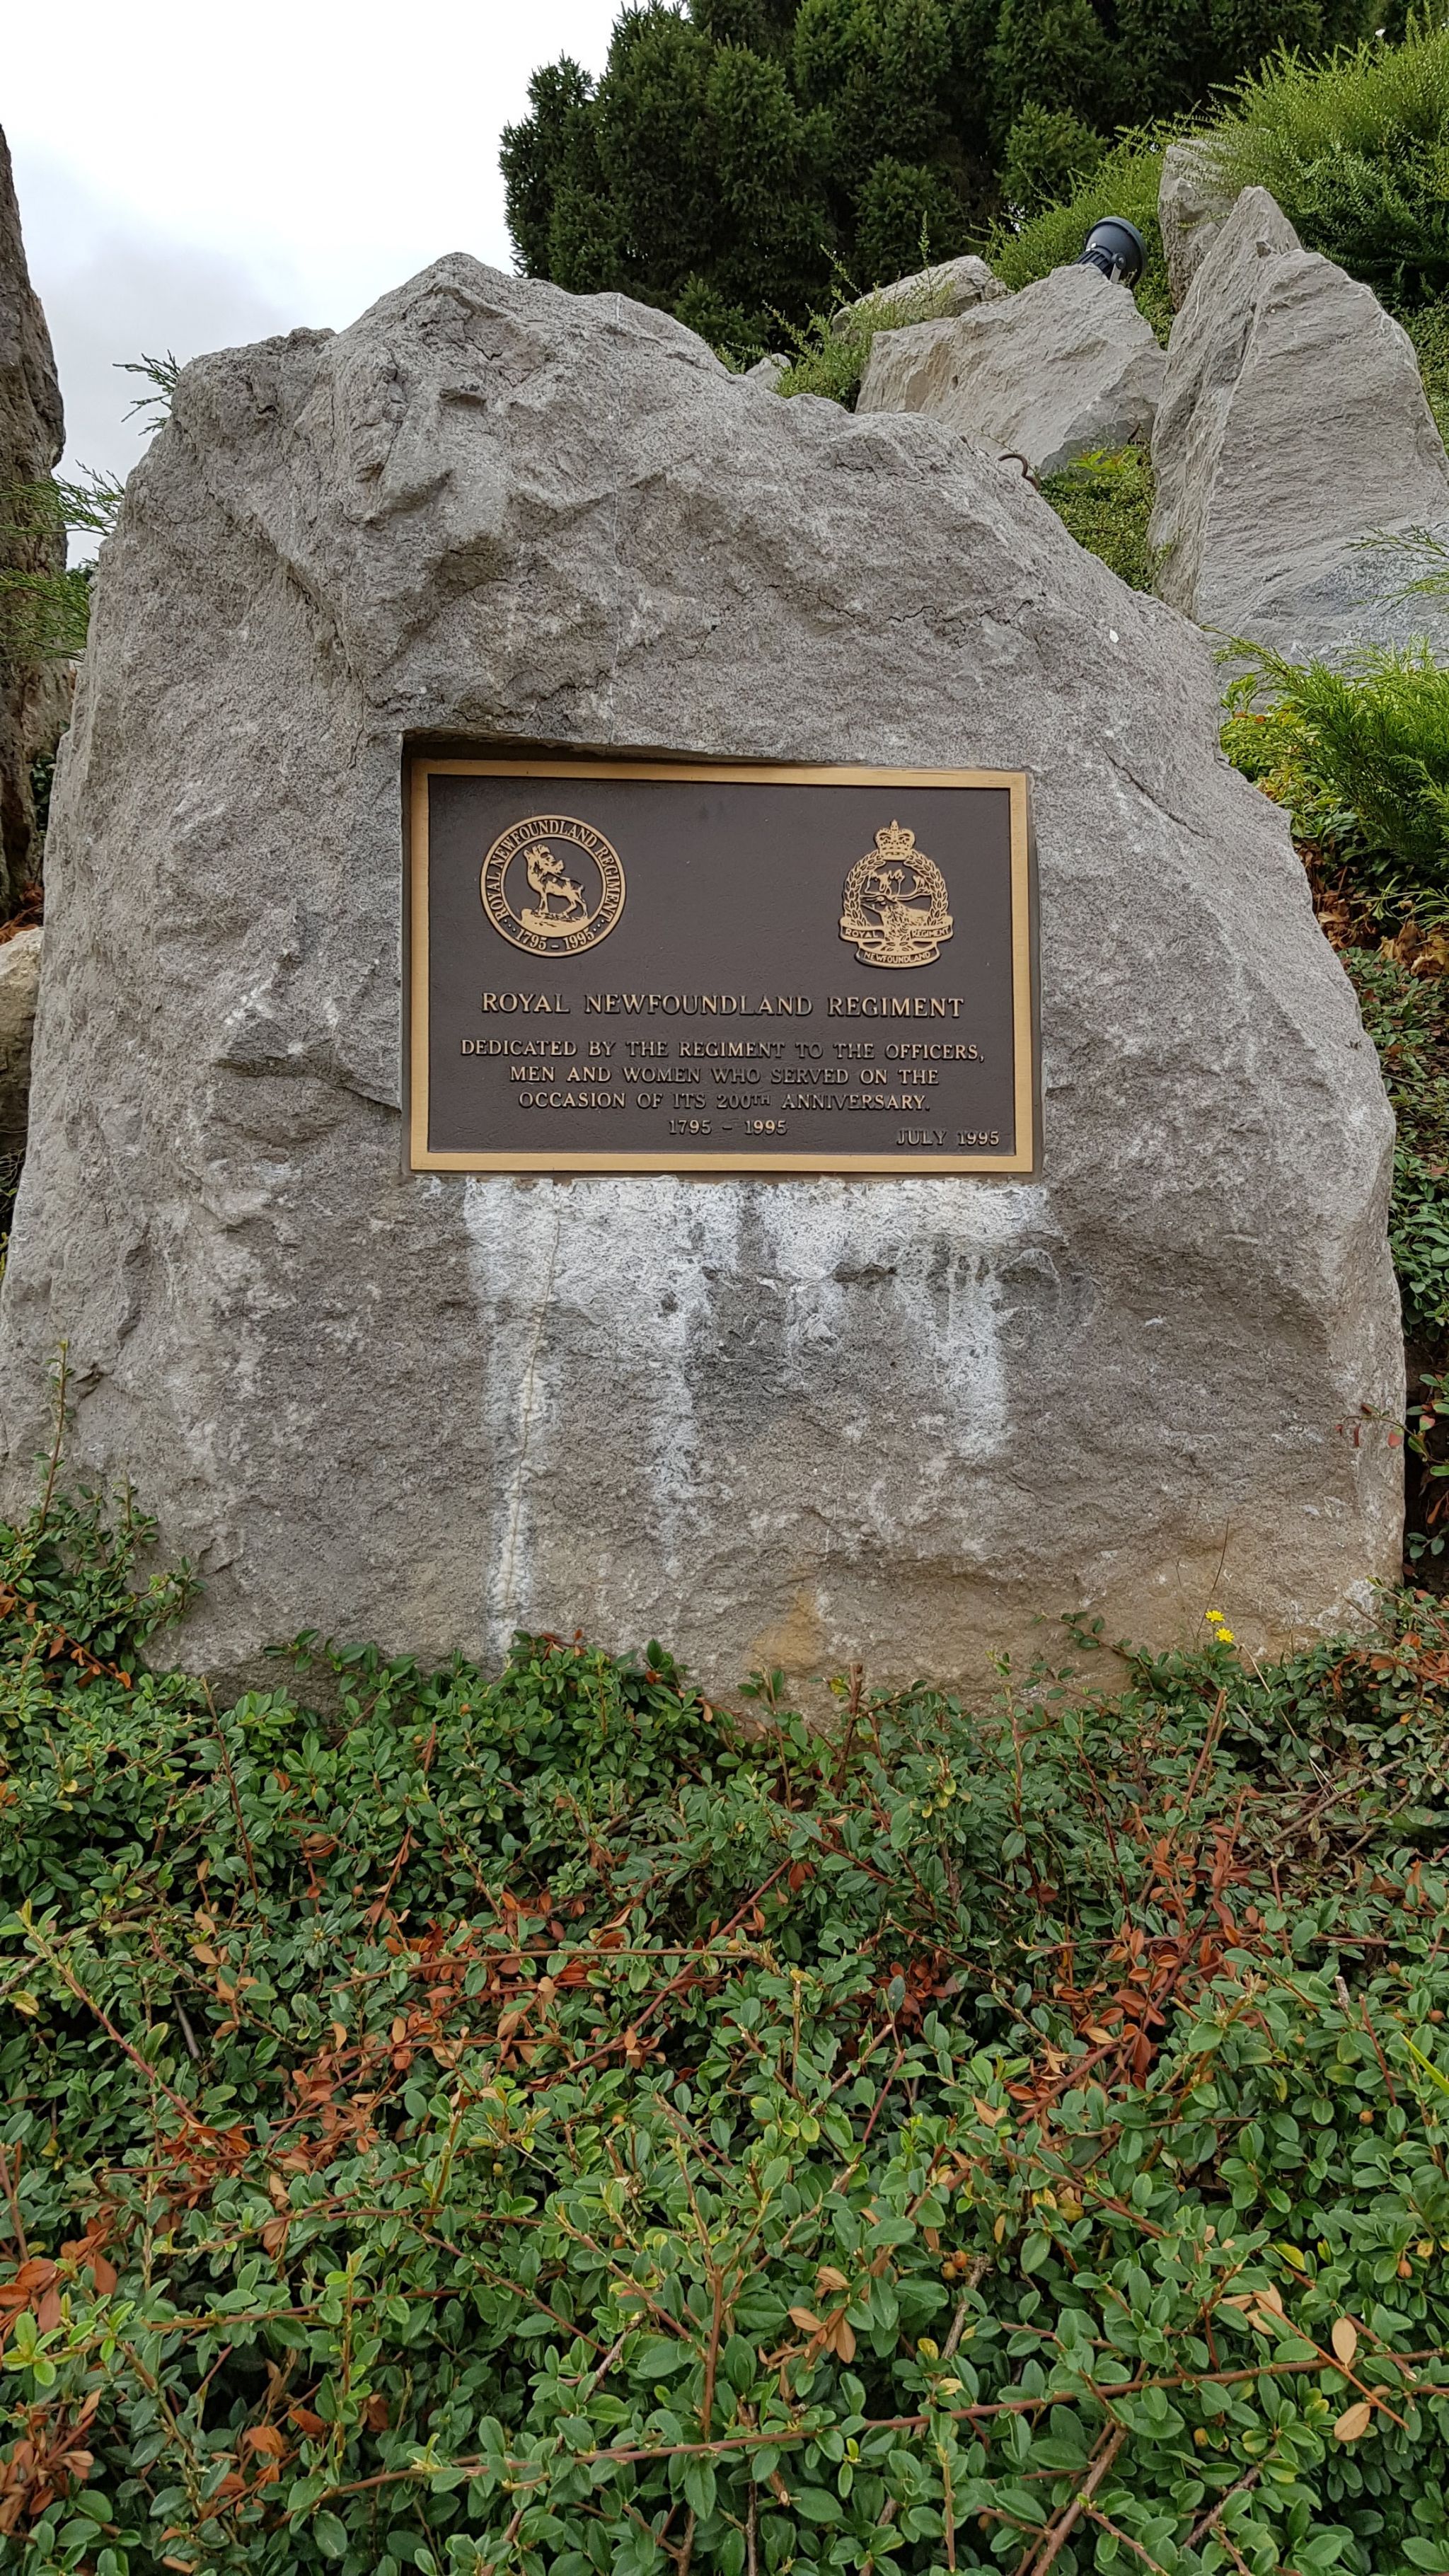 ROYAL NEWFOUNDLAND REGIMENT
1795 - 1995
ROYAL REGIMENT
NEWFOUNDLAND
ROYAL NEWFOUNDLAND REGIMENT
DEDICATED BY THE REGIMENT TO THE OFFICERS,
MEN AND WOMEN WHO SERVED ON THE
OCCASION OF ITS 200TH ANNIVERSARY.
1795 - 1995
JULY 1995